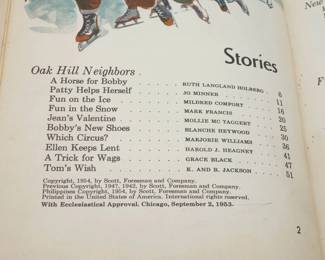 Stories
Oak Hill Neighbors
A Horse for Bobby RUTH LANGLAND HOLBERG 6
Patty Helps Herself JO MINNER 11
Fun on the Ice MILDRED COMFORT 16
Fun in the Snow MARK FRANCIS 20
Jean's Valentine MOLLIE MC TAGGERT 25
Bobby's New Shoes BLANCHE HEYWOOD 30
Which Circus? MARJORIE WILLIAMS 36
Ellen Keeps Lent HAROLD J. HEAGNEY 41
A Trick for Wags GRACE BLACK 47
Tom's Wish K. AND B. JACKSON 51
Copyright, 1954, by Scott, Foresman and Company.
Previous Copyright, 1947, 1942, by Scott, Foresman and Company.
Philippines Copyright, 1954, by Scott, Foresman and Company.
Printed in the United States of America. International rights reserved.
With Ecclesiastical Approval. Chicago, September 2, 1953.
2